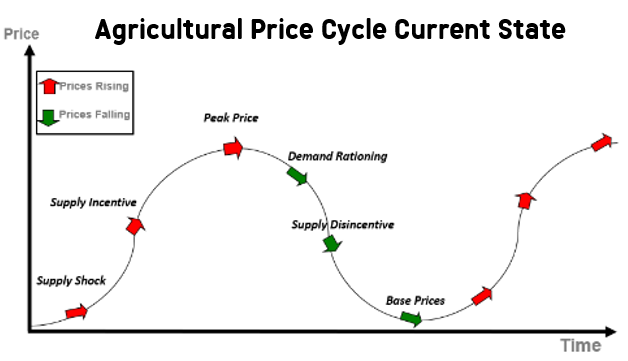 Agricultural Price Cycle Current State
Price
Prices Rising
Prices Falling
Peak Price
Demand Rationing
Supply Incentive
Supply Disincentive
Supply Shock
Base Prices
Time